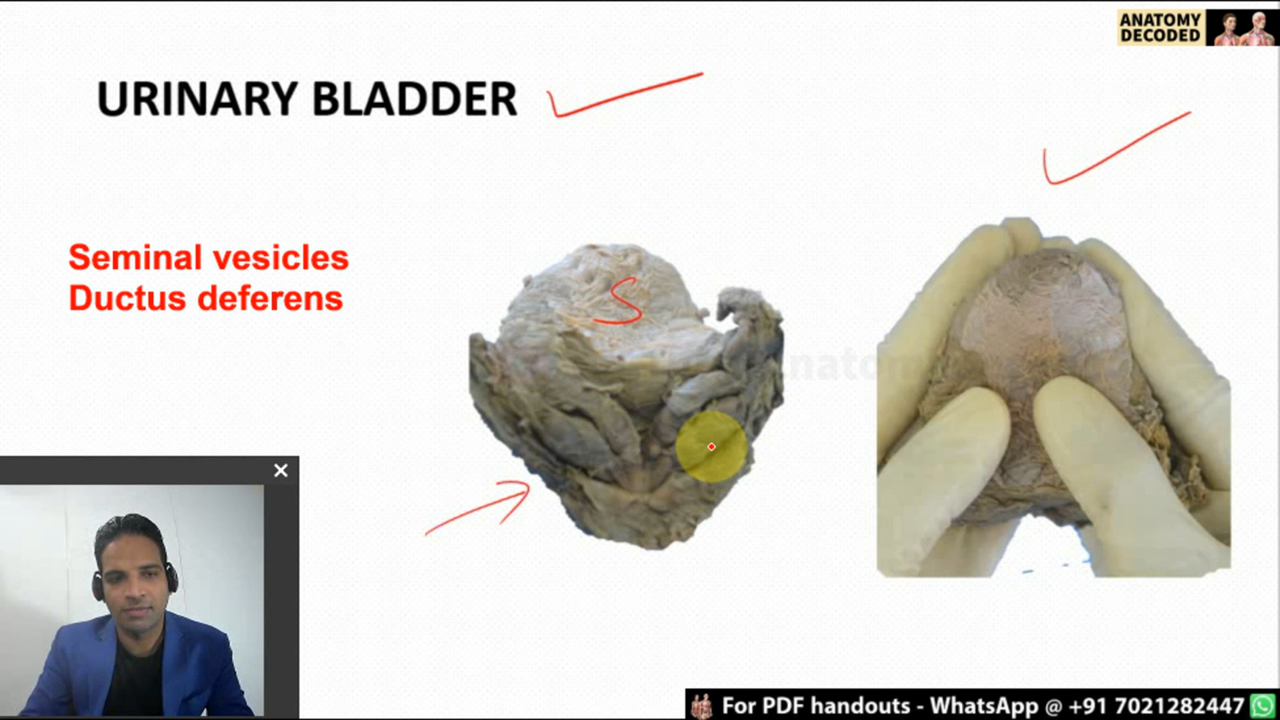 ANATOMY
DECODED
URINARY BLADDER
Seminal vesicles
Ductus deferens
S
For PDF handouts - WhatsApp @ +91 7021282447